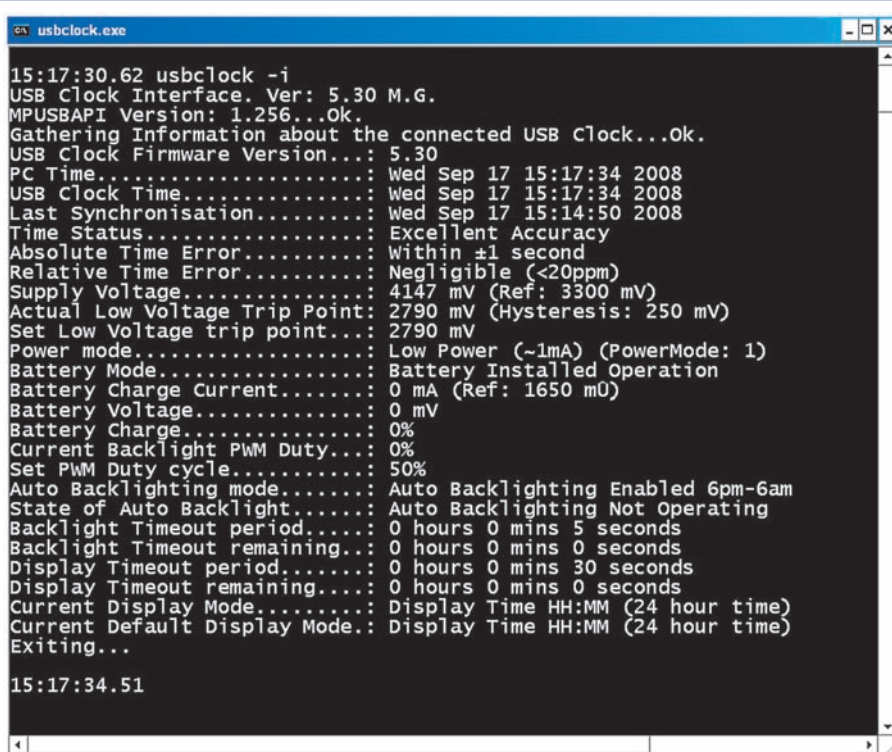 usbclock.exe
15:17:30.62 usbclock -i
USB Clock Interface. Ver: 5.30 M.G.
MPUSBAPI Version: 1.256...Ok.
Gathering Information about the connected USB Clock...Ok.
USB Clock Firmware Version...: 5.30
PC Time......................: Wed Sep 17 15:17:34 2008
USB Clock Time...............: Wed Sep 17 15:17:34 2008
Last Synchronisation.........: Wed Sep 17 15:14:50 2008
Time Status..................: Excellent Accuracy
Absolute Time Error..........: Within ±1 second
Relative Time Error..........: Negligible (<20ppm)
Supply Voltage...............: 4147 mV (Ref: 3300 mV)
Actual Low Voltage Trip Point: 2790 mV (Hysteresis: 250 mV)
Set Low Voltage trip point...: 2790 mV
Power mode...................: Low Power (~1mA) (PowerMode: 1)
Battery Mode.................: Battery Installed Operation
Battery Charge Current.......: 0 mA (Ref: 1650 mÛ)
Battery Voltage..............: 0 mV
Battery Charge...............: 0%
Current Backlight PWM Duty...: 0%
Set PWM Duty cycle...........: 50%
Auto Backlighting mode.......: Auto Backlighting Enabled 6pm-6am
State of Auto Backlight......: Auto Backlighting Not Operating
Backlight Timeout period.....: 0 hours 0 mins 5 seconds
Backlight Timeout remaining..: 0 hours 0 mins 0 seconds
Display Timeout period.......: 0 hours 0 mins 30 seconds
Display Timeout remaining....: 0 hours 0 mins 0 seconds
Current Display Mode.........: Display Time HH:MM (24 hour time)
Current Default Display Mode.: Display Time HH:MM (24 hour time)
Exiting...
15:17:34.51